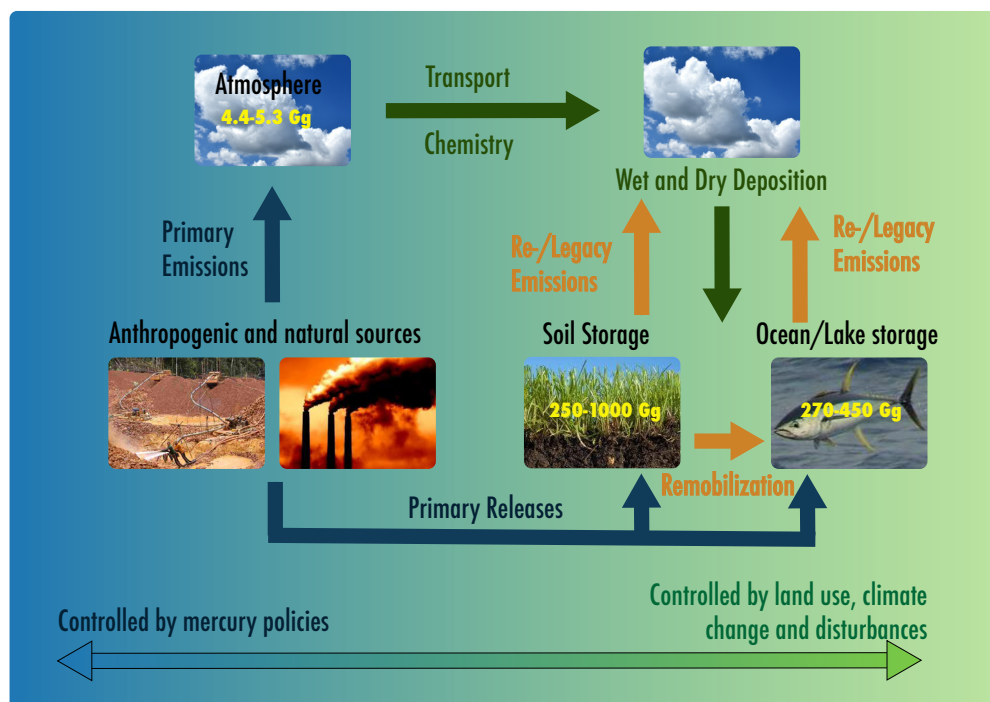 Atmosphere
4.4-5.3 Gg
Transport
Chemistry
Wet and Dry Deposition
Primary
Emissions
Re-/Legacy
Emissions
Re-/Legacy
Emissions
Anthropogenic and natural sources
Soil Storage
Ocean/Lake storage
250-1000 Gg
270-450 Gg
Remobilization
Primary Releases
Controlled by mercury policies
Controlled by land use, climate
change and disturbances